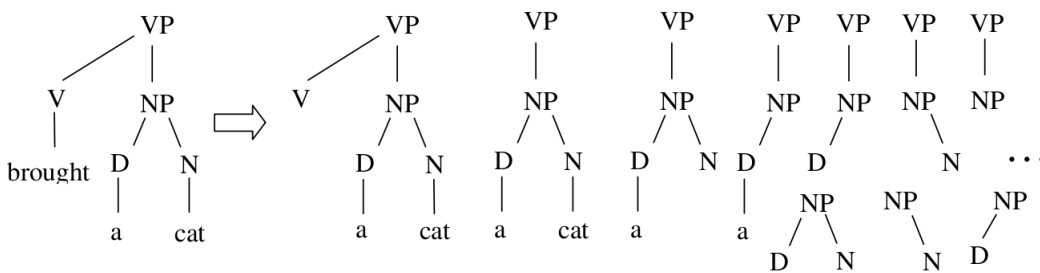 VP VP VP VP VP VP VP VP
V NP V NP NP NP NP NP NP NP
D N D N D N D N D D N ...
brought
a cat a cat a cat a a NP NP NP
D N N D